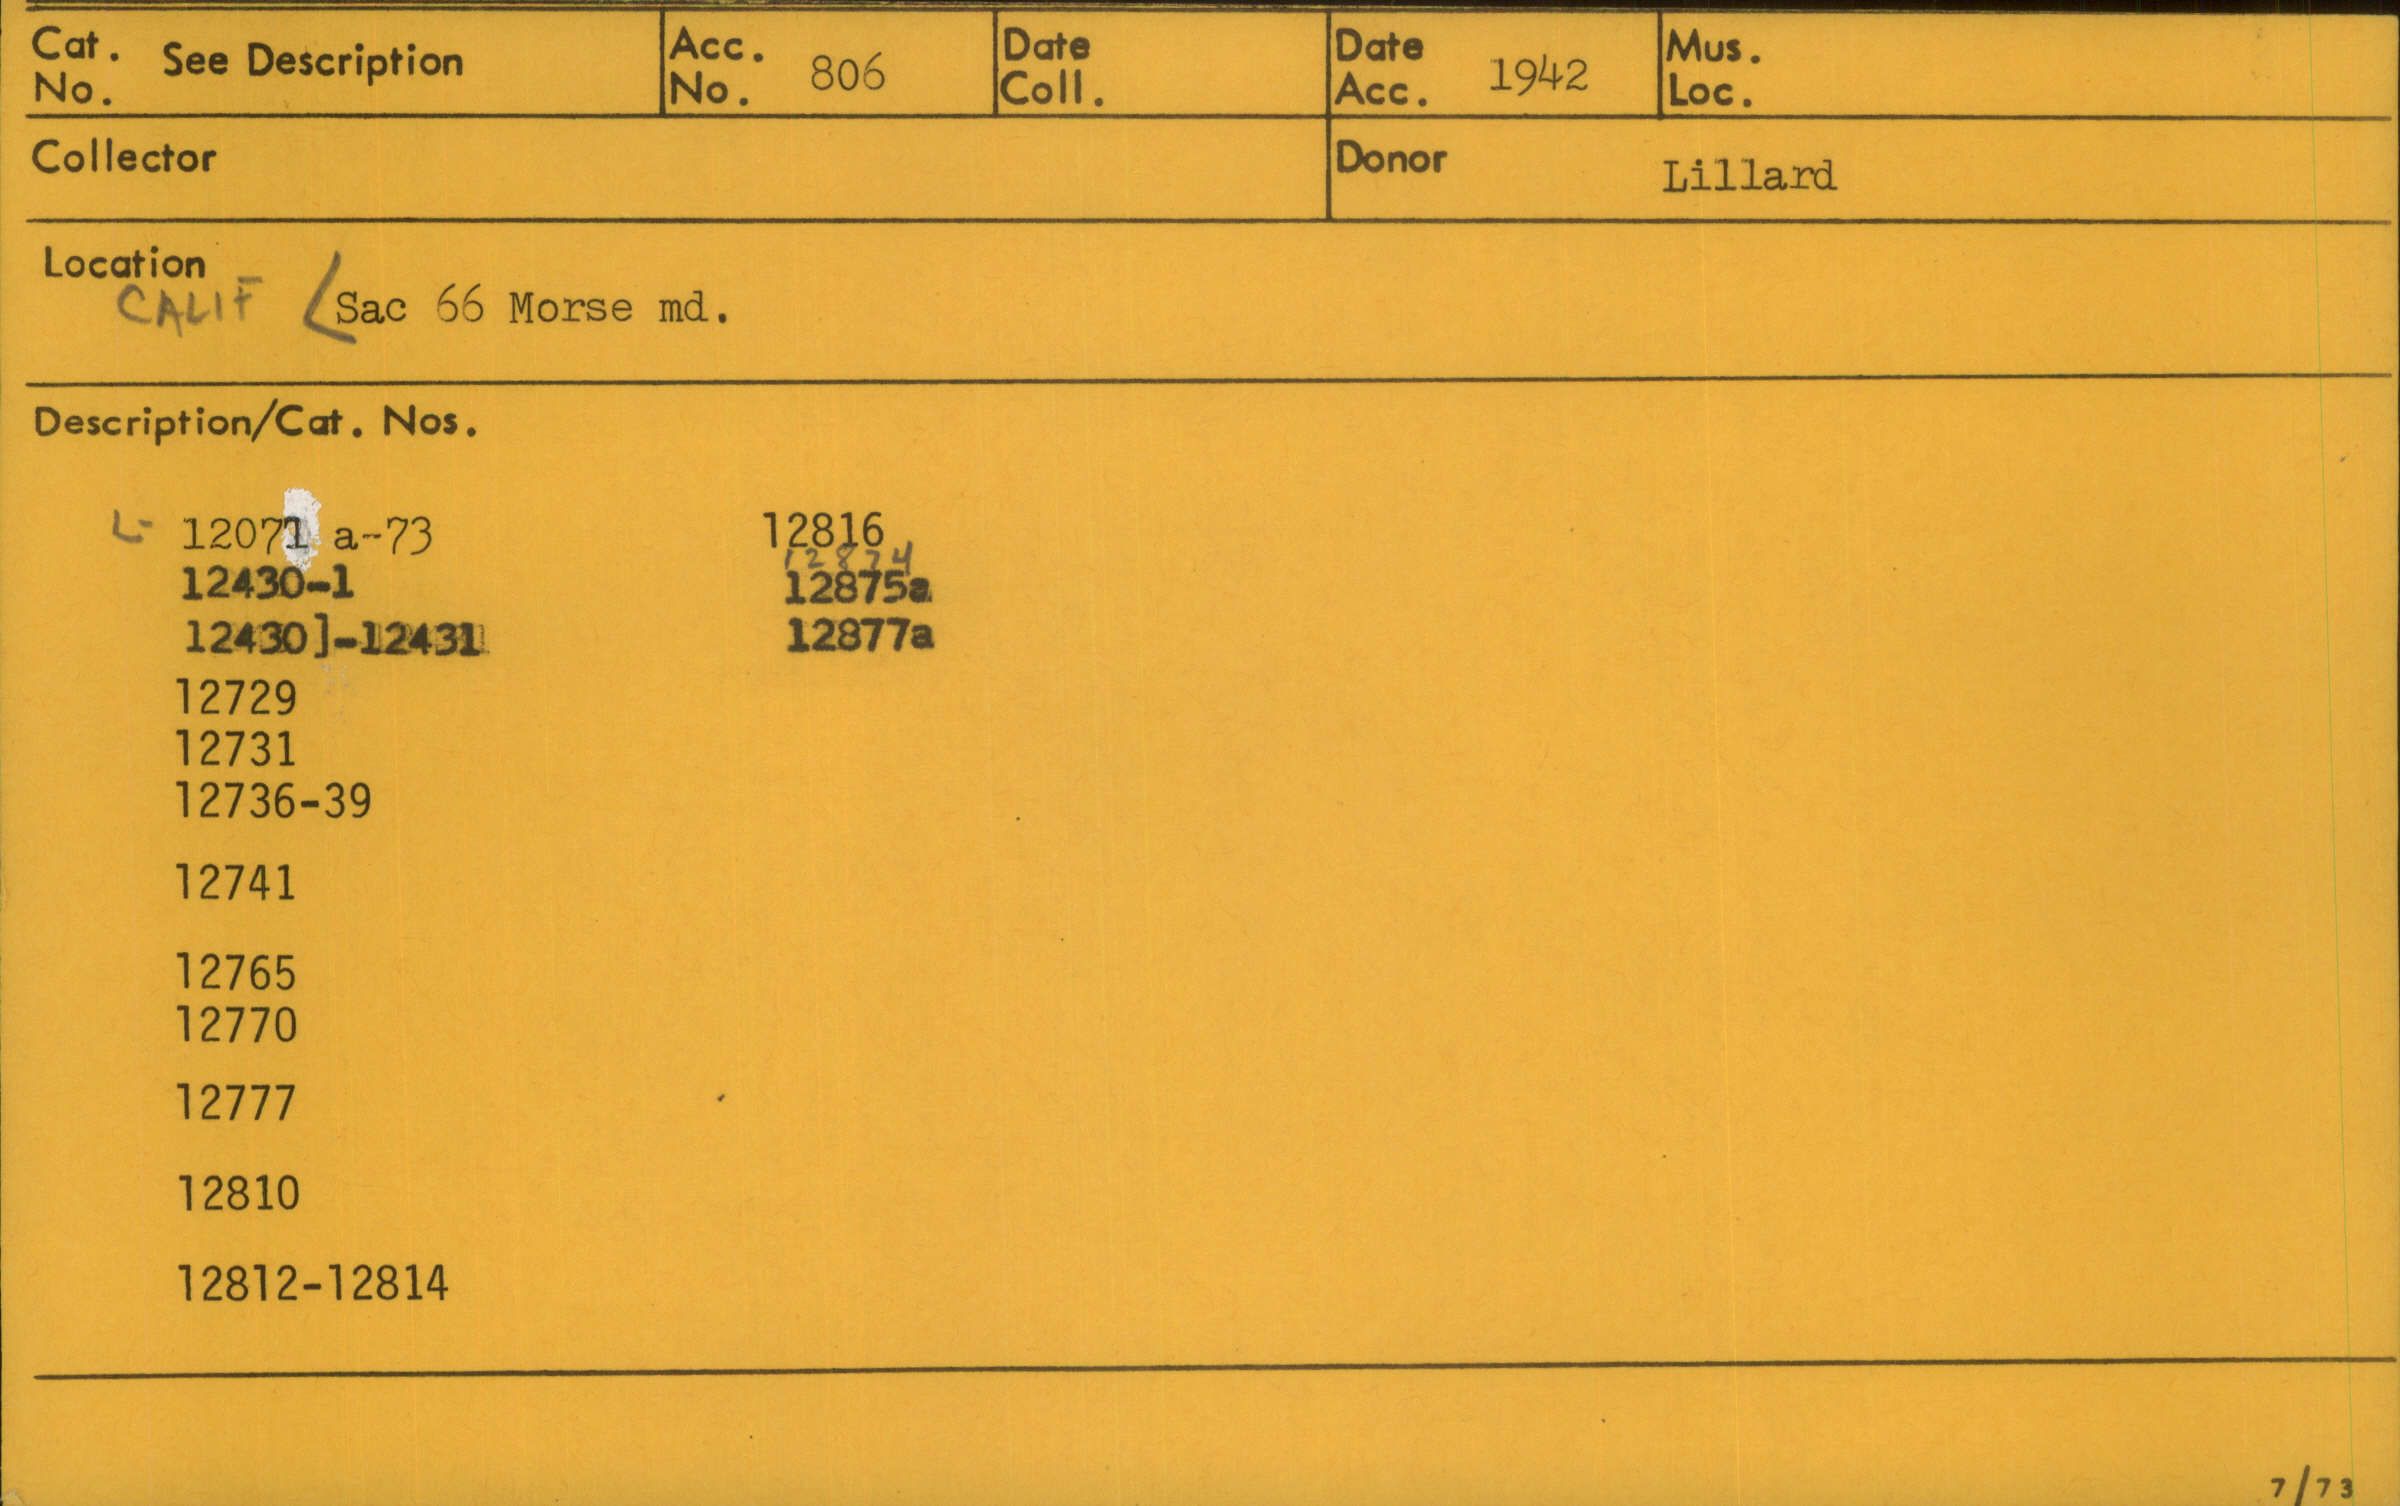 Cat. No. See Description
Acc. No. 806
Date Coll.
Date Acc. 1942
Mus. Loc.
Collector
Donor Lillard
Location
CALIF Sac 66 Morse md.
Description/Cat. Nos.
L- 12071 a-73
12430-1
12430]-12431
12729
12731
12736-39
12741
12765
12770
12777
12810
12812-12814
12816
12874
12875a
12877a
7/73